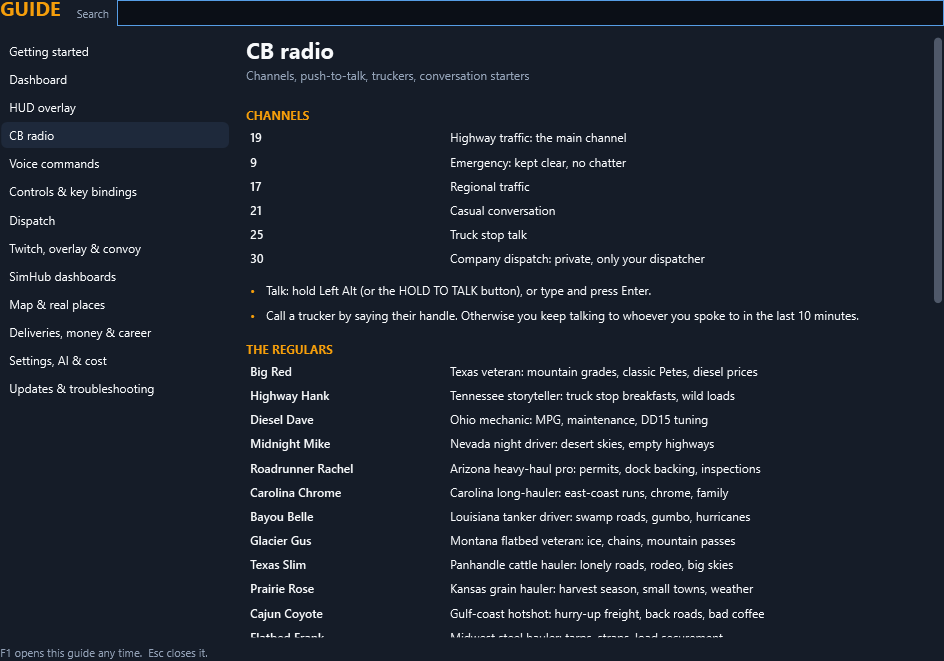 GUIDE Search
Getting started
Dashboard
HUD overlay
CB radio
Voice commands
Controls & key bindings
Dispatch
Twitch, overlay & convoy
SimHub dashboards
Map & real places
Deliveries, money & career
Settings, AI & cost
Updates & troubleshooting
CB radio
Channels, push-to-talk, truckers, conversation starters
CHANNELS
19 Highway traffic: the main channel
9 Emergency: kept clear, no chatter
17 Regional traffic
21 Casual conversation
25 Truck stop talk
30 Company dispatch: private, only your dispatcher
• Talk: hold Left Alt (or the HOLD TO TALK button), or type and press Enter.
• Call a trucker by saying their handle. Otherwise you keep talking to whoever you spoke to in the last 10 minutes.
THE REGULARS
Big Red Texas veteran: mountain grades, classic Petes, diesel prices
Highway Hank Tennessee storyteller: truck stop breakfasts, wild loads
Diesel Dave Ohio mechanic: MPG, maintenance, DD15 tuning
Midnight Mike Nevada night driver: desert skies, empty highways
Roadrunner Rachel Arizona heavy-haul pro: permits, dock backing, inspections
Carolina Chrome Carolina long-hauler: east-coast runs, chrome, family
Bayou Belle Louisiana tanker driver: swamp roads, gumbo, hurricanes
Glacier Gus Montana flatbed veteran: ice, chains, mountain passes
Texas Slim Panhandle cattle hauler: lonely roads, rodeo, big skies
Prairie Rose Kansas grain hauler: harvest season, small towns, weather
Cajun Coyote Gulf-coast hotshot: hurry-up freight, back roads, bad coffee
Flatbed Frank Midwest steel hauler: tarps, straps, load securement
F1 opens this guide any time. Esc closes it.